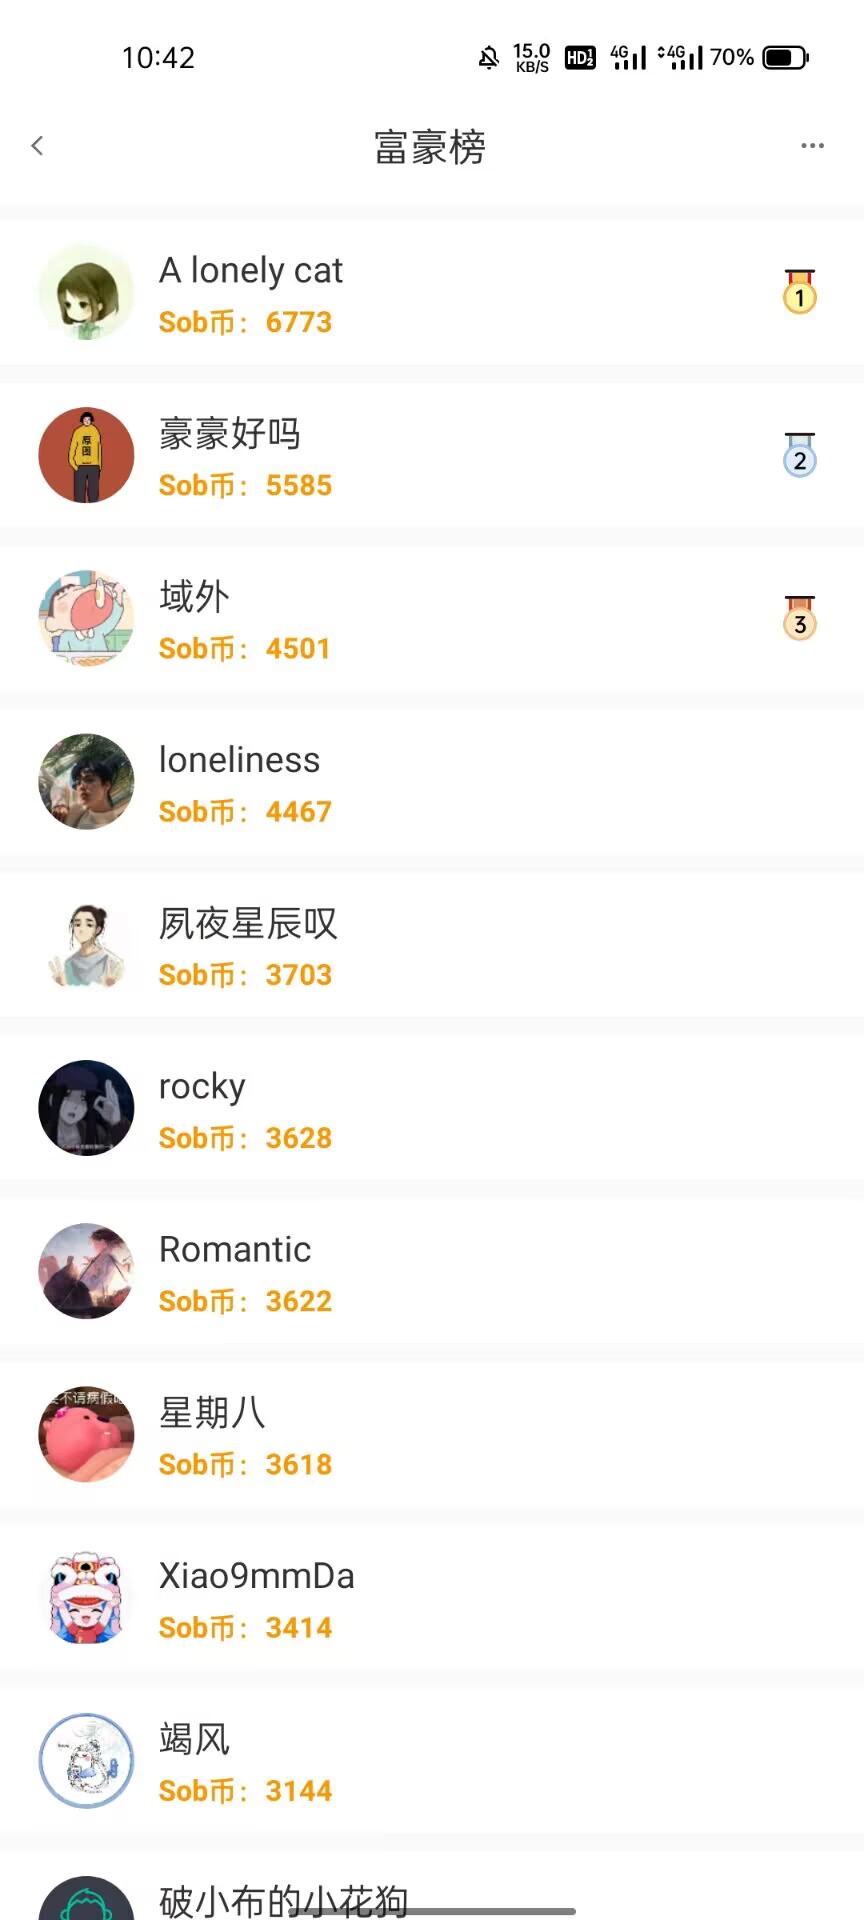 10:42
15.0 KB/S HD 1 2 4G 4G 70%
富豪榜
A lonely cat
Sob币：6773
1
豪豪好吗
Sob币：5585
2
域外
Sob币：4501
3
loneliness
Sob币：4467
夙夜星辰叹
Sob币：3703
rocky
Sob币：3628
Romantic
Sob币：3622
星期八
Sob币：3618
Xiao9mmDa
Sob币：3414
竭风
Sob币：3144
破小布的小花狗